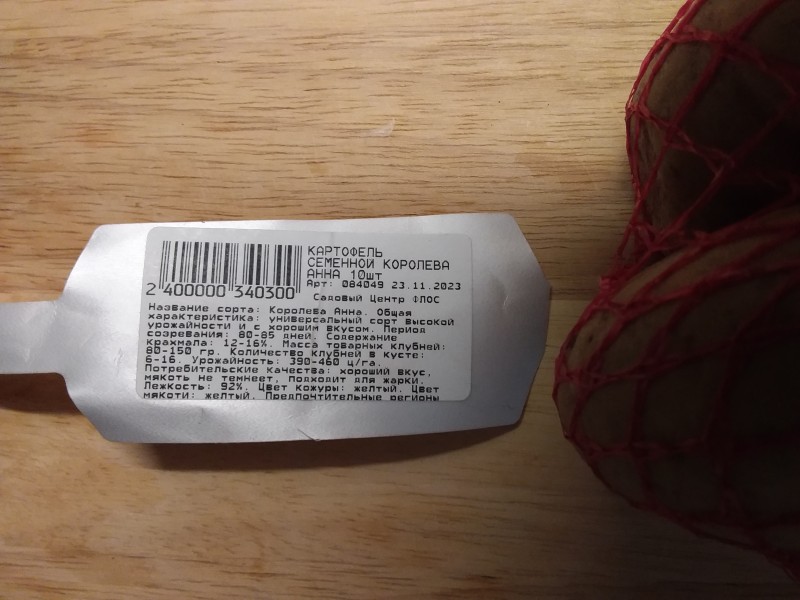 КАРТОФЕЛЬ
СЕМЕННОЙ КОРОЛЕВА
АННА 10шт
Арт: 084049 23.11.2023
2 400000 340300
Садовый Центр ФЛОС
Название сорта: Королева Анна. Общая
характеристика: универсальный сорт высокой
урожайности и с хорошим вкусом. Период
созревания: 80-85 дней. Содержание
крахмала: 12-16%. Масса товарных клубней:
80-150 гр. Количество клубней в кусте:
6-16. Урожайность: 390-460 ц/га.
Потребительские качества: хороший вкус,
мякоть не темнеет, подходит для жарки.
Лежкость: 92%. Цвет кожуры: желтый. Цвет
мякоти: желтый. Предпочтительные регионы